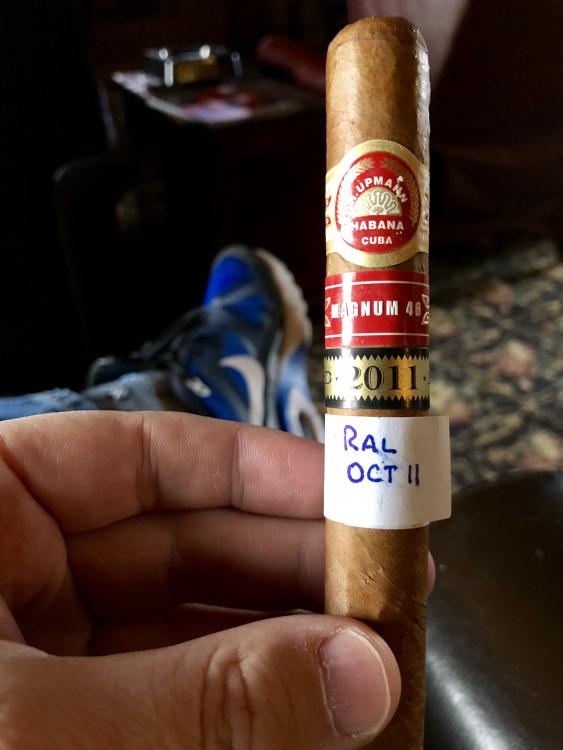 H. UPMANN
HABANA
CUBA
MAGNUM 46
2011
RAL
OCT 11